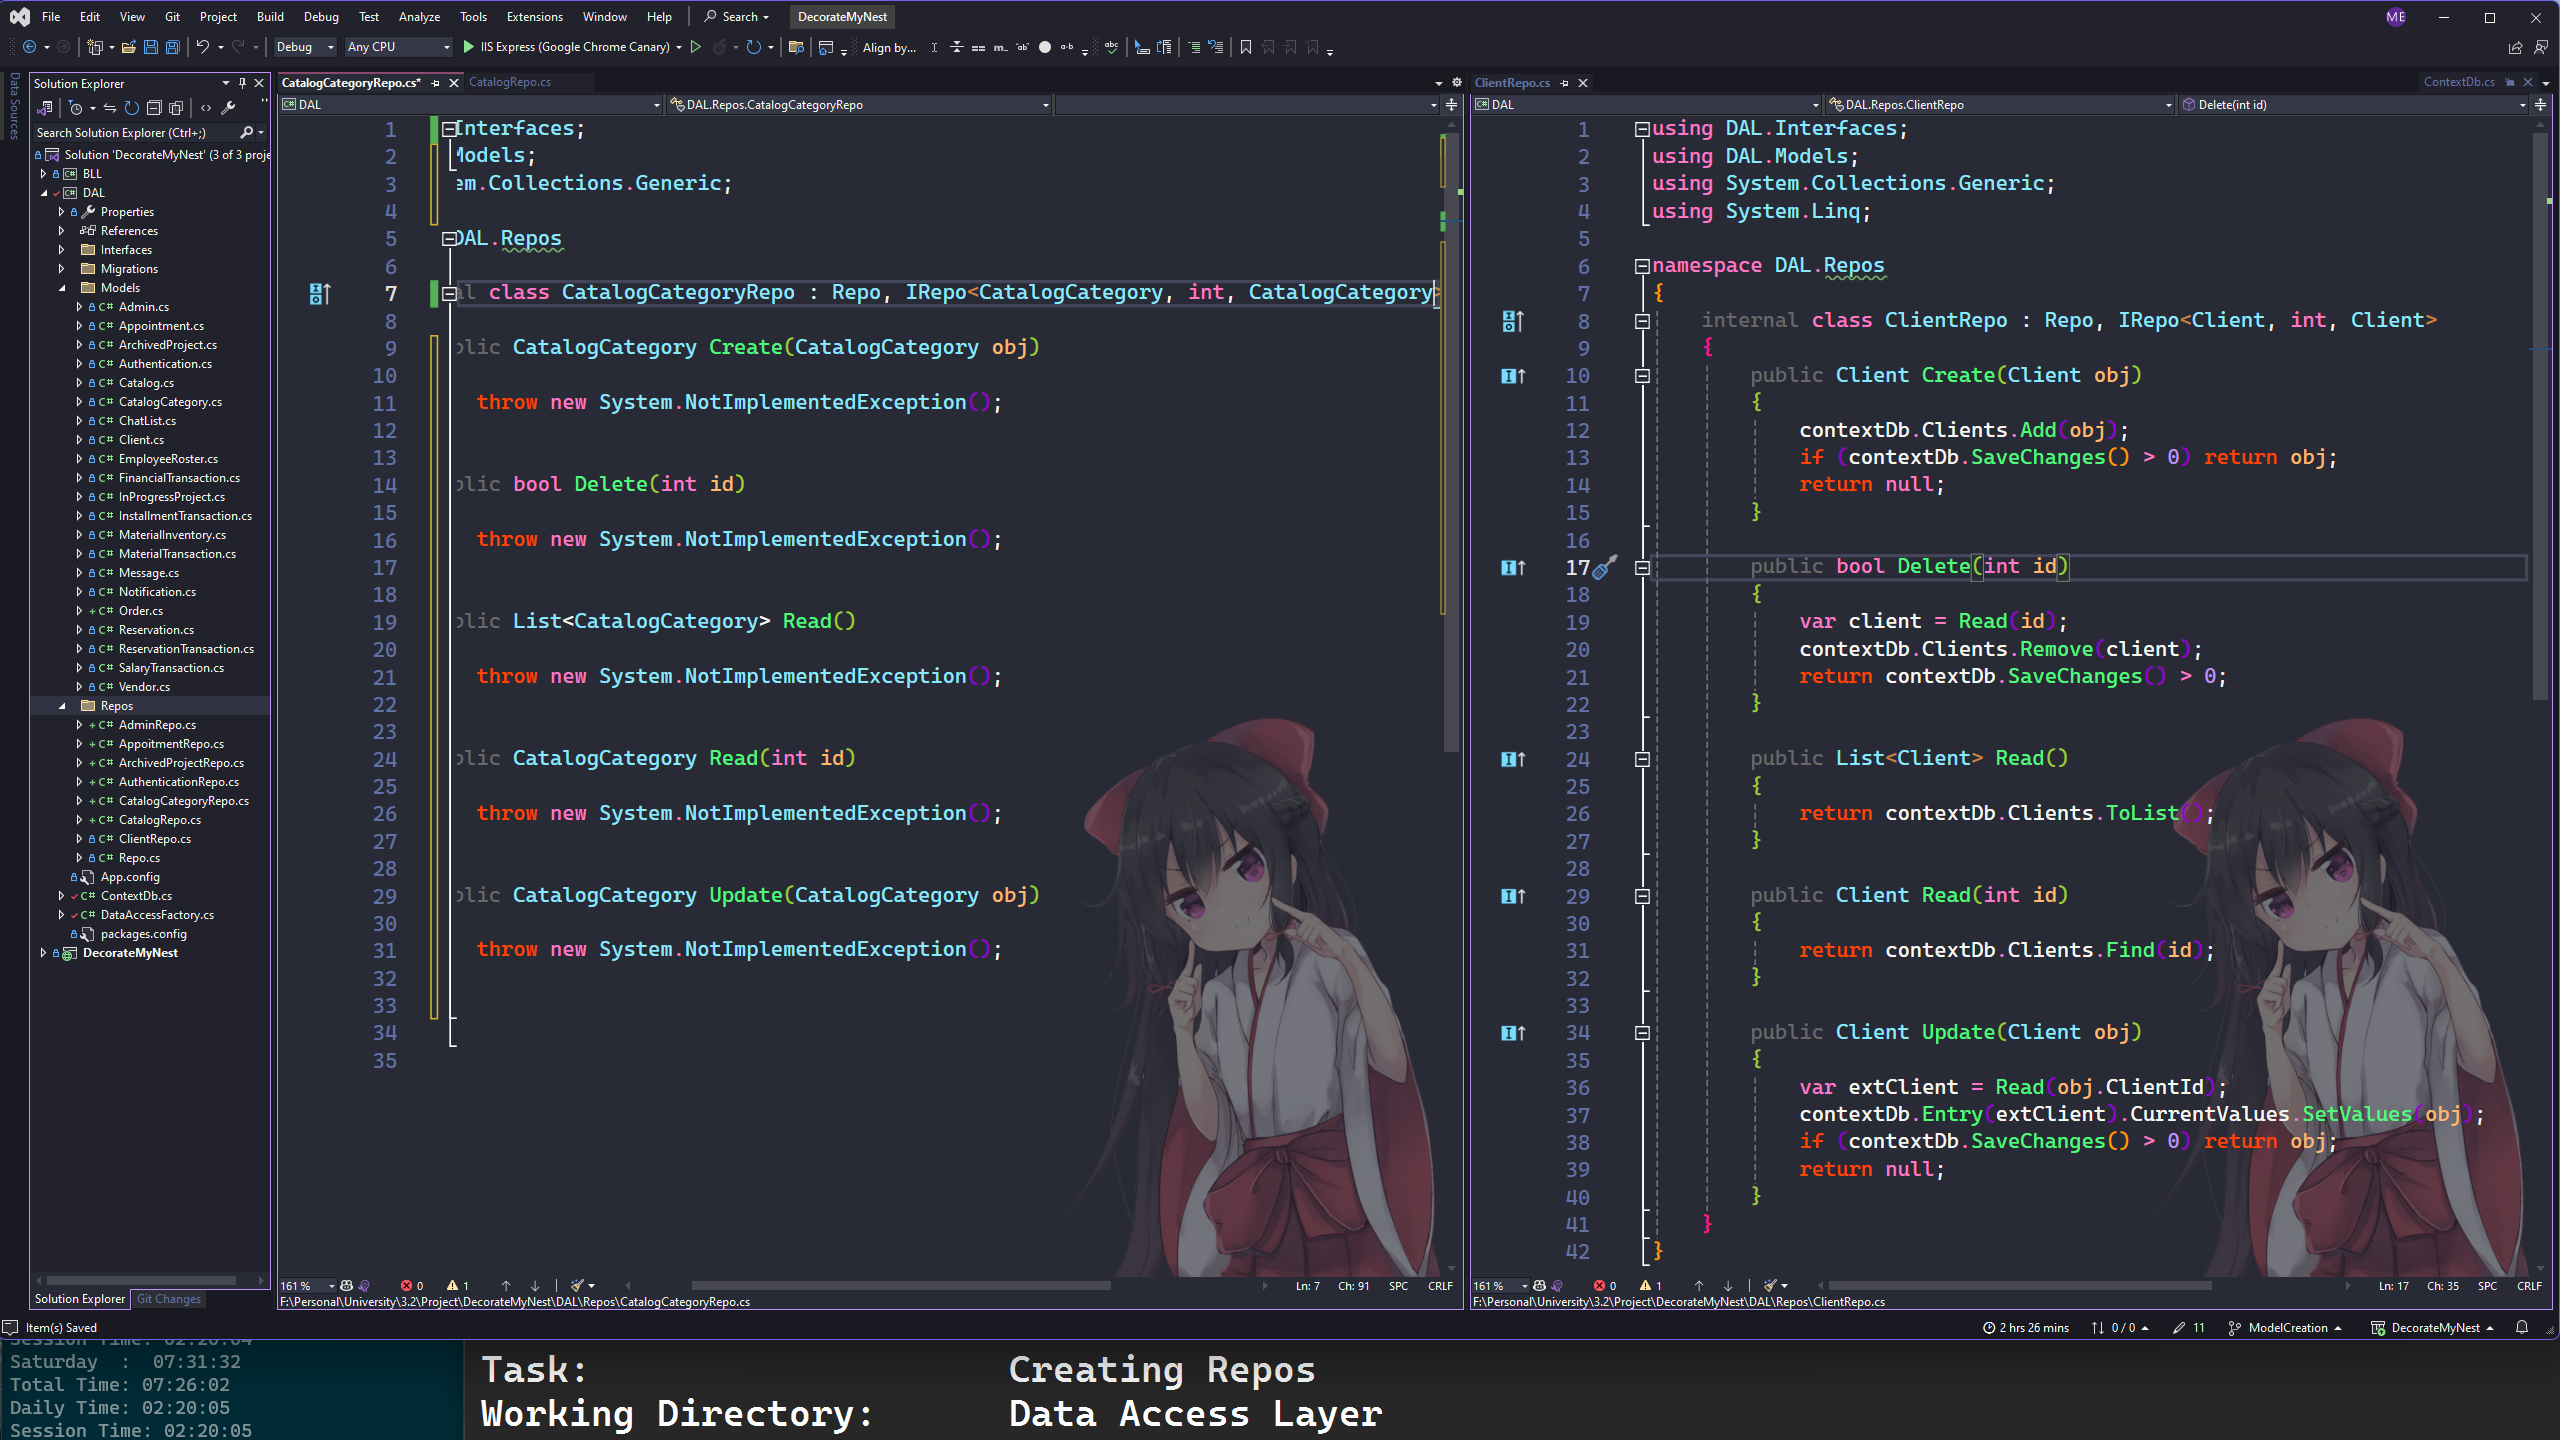 File Edit View Git Project Build Debug Test Analyze Tools Extensions Window Help Search DecorateMyNest ME
Debug Any CPU IIS Express (Google Chrome Canary) Align by...
Data Sources
Solution Explorer
Search Solution Explorer (Ctrl+;)
Solution 'DecorateMyNest' (3 of 3 proje
BLL
DAL
Properties
References
Interfaces
Migrations
Models
C# Admin.cs
C# Appointment.cs
C# ArchivedProject.cs
C# Authentication.cs
C# Catalog.cs
C# CatalogCategory.cs
C# ChatList.cs
C# Client.cs
C# EmployeeRoster.cs
C# FinancialTransaction.cs
C# InProgressProject.cs
C# InstallmentTransaction.cs
C# MaterialInventory.cs
C# MaterialTransaction.cs
C# Message.cs
C# Notification.cs
+ C# Order.cs
C# Reservation.cs
C# ReservationTransaction.cs
C# SalaryTransaction.cs
C# Vendor.cs
Repos
+ C# AdminRepo.cs
+ C# AppoitmentRepo.cs
+ C# ArchivedProjectRepo.cs
+ C# AuthenticationRepo.cs
+ C# CatalogCategoryRepo.cs
+ C# CatalogRepo.cs
C# ClientRepo.cs
C# Repo.cs
App.config
C# ContextDb.cs
C# DataAccessFactory.cs
packages.config
DecorateMyNest
Solution Explorer Git Changes
CatalogCategoryRepo.cs* CatalogRepo.cs
DAL DAL.Repos.CatalogCategoryRepo
1 Interfaces;
2 Models;
3 em.Collections.Generic;
4
5 DAL.Repos
6
7 al class CatalogCategoryRepo : Repo, IRepo<CatalogCategory, int, CatalogCategory>
8
9 blic CatalogCategory Create(CatalogCategory obj)
10
11 throw new System.NotImplementedException();
12
13
14 blic bool Delete(int id)
15
16 throw new System.NotImplementedException();
17
18
19 blic List<CatalogCategory> Read()
20
21 throw new System.NotImplementedException();
22
23
24 blic CatalogCategory Read(int id)
25
26 throw new System.NotImplementedException();
27
28
29 blic CatalogCategory Update(CatalogCategory obj)
30
31 throw new System.NotImplementedException();
32
33
34
35
161 % 0 1 Ln: 7 Ch: 91 SPC CRLF
F:\Personal\University\3.2\Project\DecorateMyNest\DAL\Repos\CatalogCategoryRepo.cs
ClientRepo.cs ContextDb.cs
DAL DAL.Repos.ClientRepo Delete(int id)
1 using DAL.Interfaces;
2 using DAL.Models;
3 using System.Collections.Generic;
4 using System.Linq;
5
6 namespace DAL.Repos
7 {
8 internal class ClientRepo : Repo, IRepo<Client, int, Client>
9 {
10 public Client Create(Client obj)
11 {
12 contextDb.Clients.Add(obj);
13 if (contextDb.SaveChanges() > 0) return obj;
14 return null;
15 }
16
17 public bool Delete(int id)
18 {
19 var client = Read(id);
20 contextDb.Clients.Remove(client);
21 return contextDb.SaveChanges() > 0;
22 }
23
24 public List<Client> Read()
25 {
26 return contextDb.Clients.ToList();
27 }
28
29 public Client Read(int id)
30 {
31 return contextDb.Clients.Find(id);
32 }
33
34 public Client Update(Client obj)
35 {
36 var extClient = Read(obj.ClientId);
37 contextDb.Entry(extClient).CurrentValues.SetValues(obj);
38 if (contextDb.SaveChanges() > 0) return obj;
39 return null;
40 }
41 }
42 }
161 % 0 1 Ln: 17 Ch: 35 SPC CRLF
F:\Personal\University\3.2\Project\DecorateMyNest\DAL\Repos\ClientRepo.cs
Item(s) Saved 2 hrs 26 mins 0 / 0 11 ModelCreation DecorateMyNest
Session Time: 02:20:04
Saturday : 07:31:32
Total Time: 07:26:02
Daily Time: 02:20:05
Session Time: 02:20:05
Task: Creating Repos
Working Directory: Data Access Layer